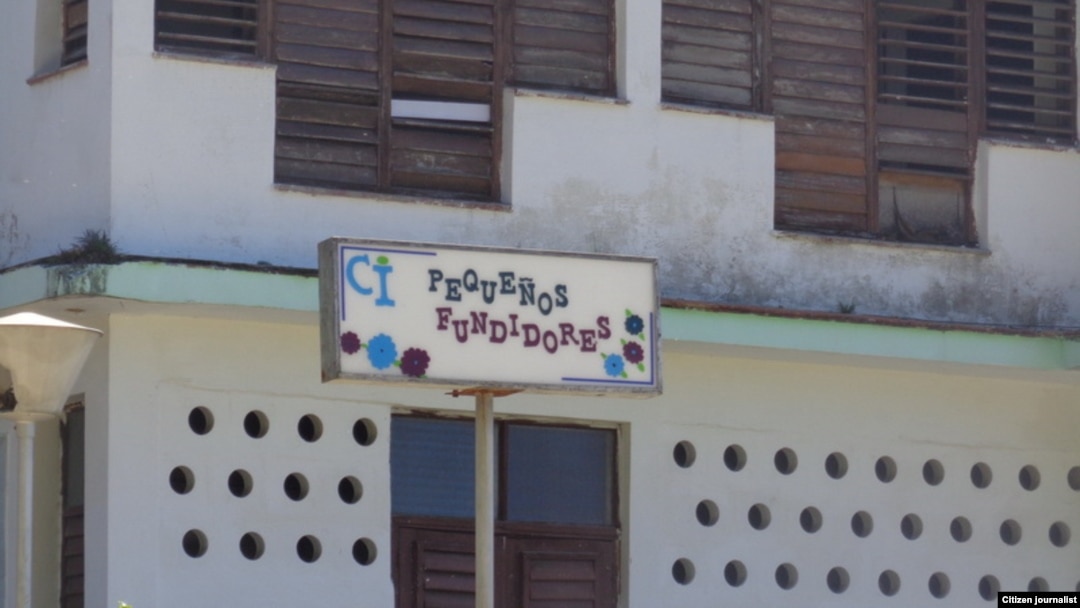 CI PEQUEÑOS
FUNDIDORES
Citizen journalist